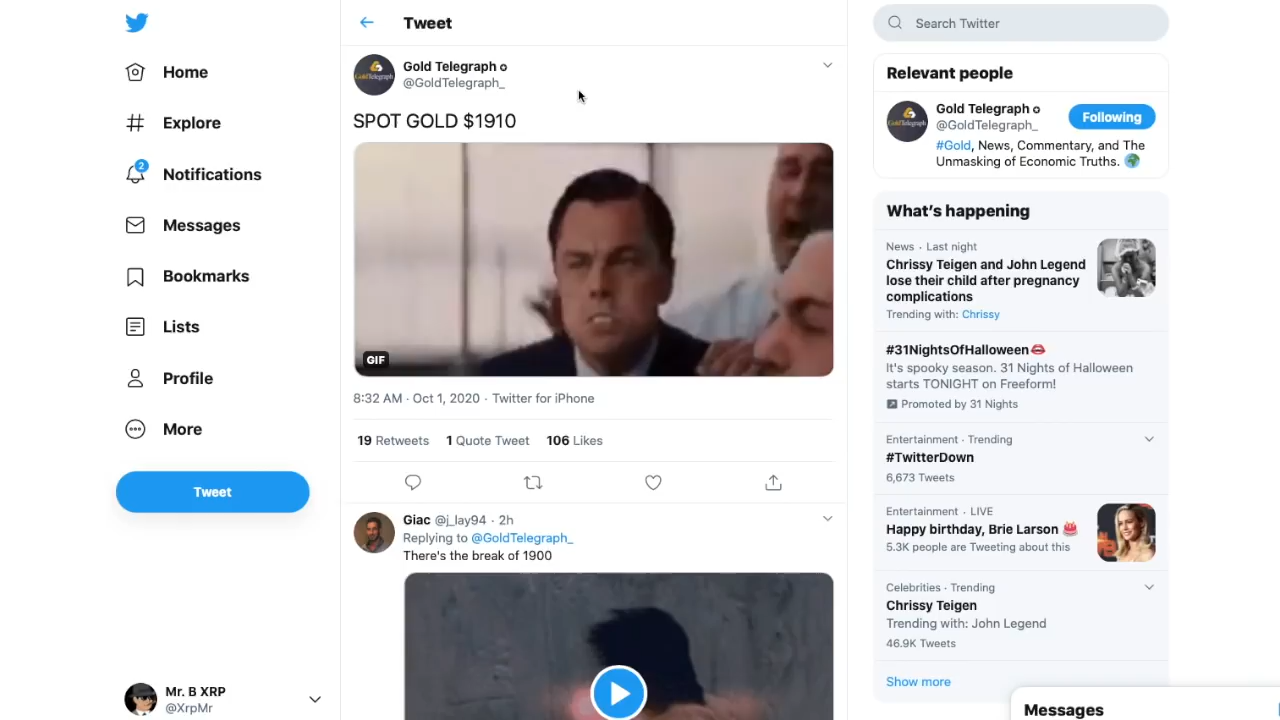 Home
Explore
2
Notifications
Messages
Bookmarks
Lists
Profile
More
Tweet
Mr. B XRP
@XrpMr
Tweet
Gold Telegraph
@GoldTelegraph_
SPOT GOLD $1910
GIF
8:32 AM · Oct 1, 2020 · Twitter for iPhone
19 Retweets 1 Quote Tweet 106 Likes
Giac @j_lay94 · 2h
Replying to @GoldTelegraph_
There's the break of 1900
Search Twitter
Relevant people
Gold Telegraph
@GoldTelegraph_
Following
#Gold, News, Commentary, and The
Unmasking of Economic Truths.
What's happening
News · Last night
Chrissy Teigen and John Legend
lose their child after pregnancy
complications
Trending with: Chrissy
#31NightsOfHalloween
It's spooky season. 31 Nights of Halloween
starts TONIGHT on Freeform!
Promoted by 31 Nights
Entertainment · Trending
#TwitterDown
6,673 Tweets
Entertainment · LIVE
Happy birthday, Brie Larson
5.3K people are Tweeting about this
Celebrities · Trending
Chrissy Teigen
Trending with: John Legend
46.9K Tweets
Show more
Messages